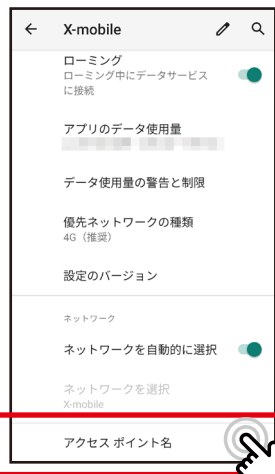 X-mobile
ローミング
ローミング中にデータサービス
に接続
アプリのデータ使用量
データ使用量の警告と制限
優先ネットワークの種類
4G（推奨）
設定のバージョン
ネットワーク
ネットワークを自動的に選択
ネットワークを選択
X-mobile
アクセス ポイント名